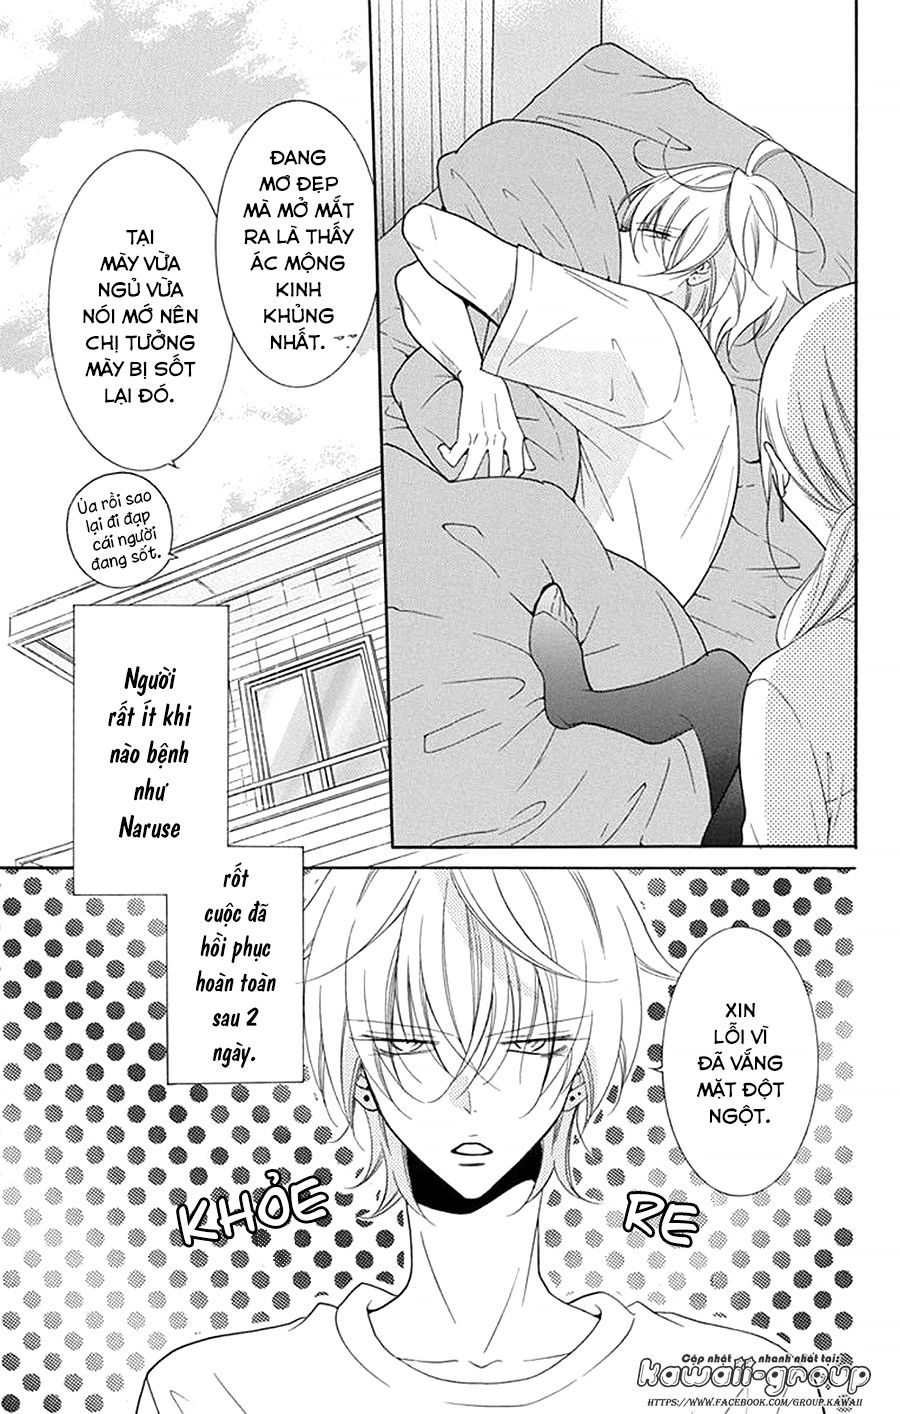 ĐANG
MƠ ĐẸP
MÀ MỞ MẮT
RA LÀ THẤY
ÁC MỘNG
KINH
KHỦNG
NHẤT.
TẠI
MÀY VỪA
NGỦ VỪA
NÓI MỚ NÊN
CHỊ TƯỞNG
MÀY BỊ SỐT
LẠI ĐÓ.
Ủa rồi sao
lại đi đạp
cái người
đang sốt.
Người
rất ít khi
nào bệnh
như
Naruse
rốt
cuộc đã
hồi phục
hoàn toàn
sau 2
ngày.
XIN
LỖI VÌ
ĐÃ VẮNG
MẶT ĐỘT
NGỘT.
KHỎE
RE
Cập nhật nhanh nhất tại:
kawaii-group
HTTPS://WWW.FACEBOOK.COM/GROUP.KAWAII